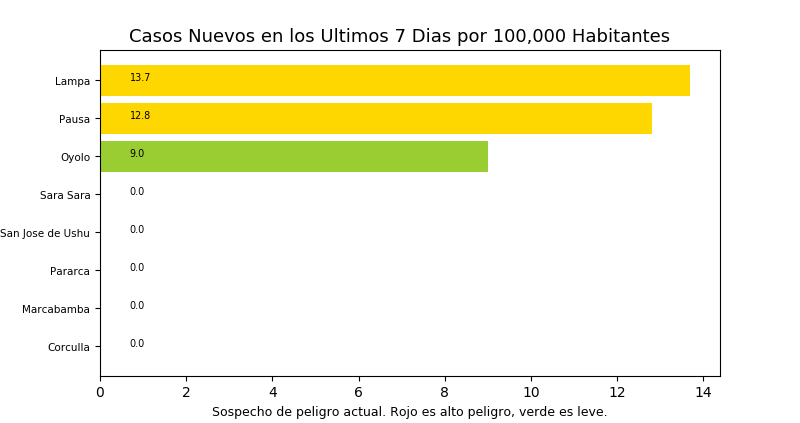 Casos Nuevos en los Ultimos 7 Dias por 100,000 Habitantes
Lampa 13.7
Pausa 12.8
Oyolo 9.0
Sara Sara 0.0
San Jose de Ushu 0.0
Pararca 0.0
Marcabamba 0.0
Corculla 0.0
0 2 4 6 8 10 12 14
Sospecho de peligro actual. Rojo es alto peligro, verde es leve.